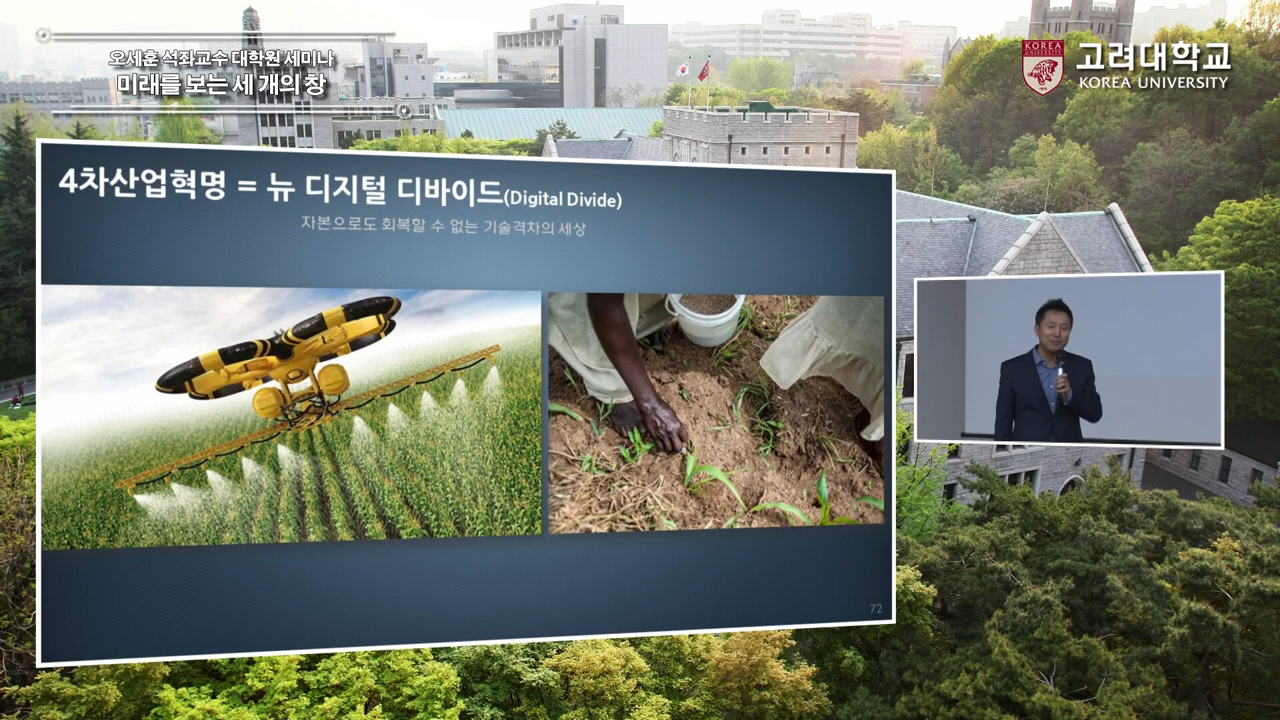 오세훈 석좌교수 대학원 세미나
미래를 보는 세 개의 창
KOREA
UNIVERSITY
고려대학교
KOREA UNIVERSITY
4차산업혁명 = 뉴 디지털 디바이드(Digital Divide)
자본으로도 회복할 수 없는 기술격차의 세상
72